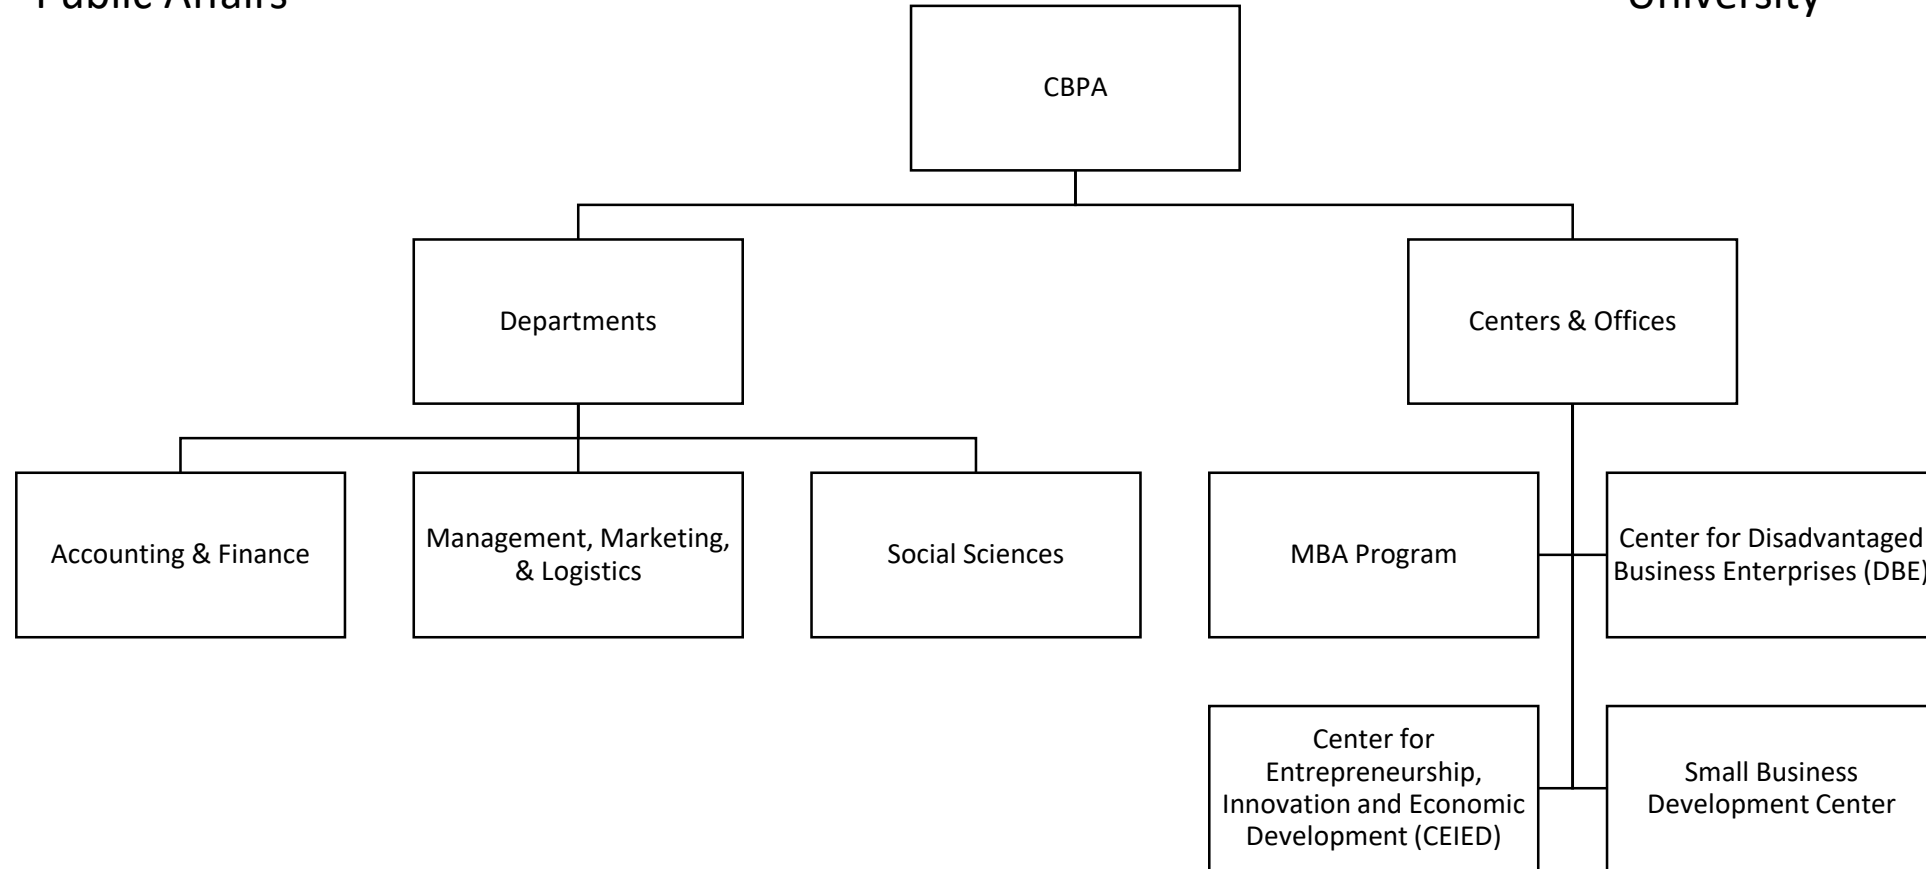 Public Affairs
University
CBPA
Departments
Centers & Offices
Accounting & Finance
Management, Marketing,
& Logistics
Social Sciences
MBA Program
Center for Disadvantaged
Business Enterprises (DBE)
Center for
Entrepreneurship,
Innovation and Economic
Development (CEIED)
Small Business
Development Center